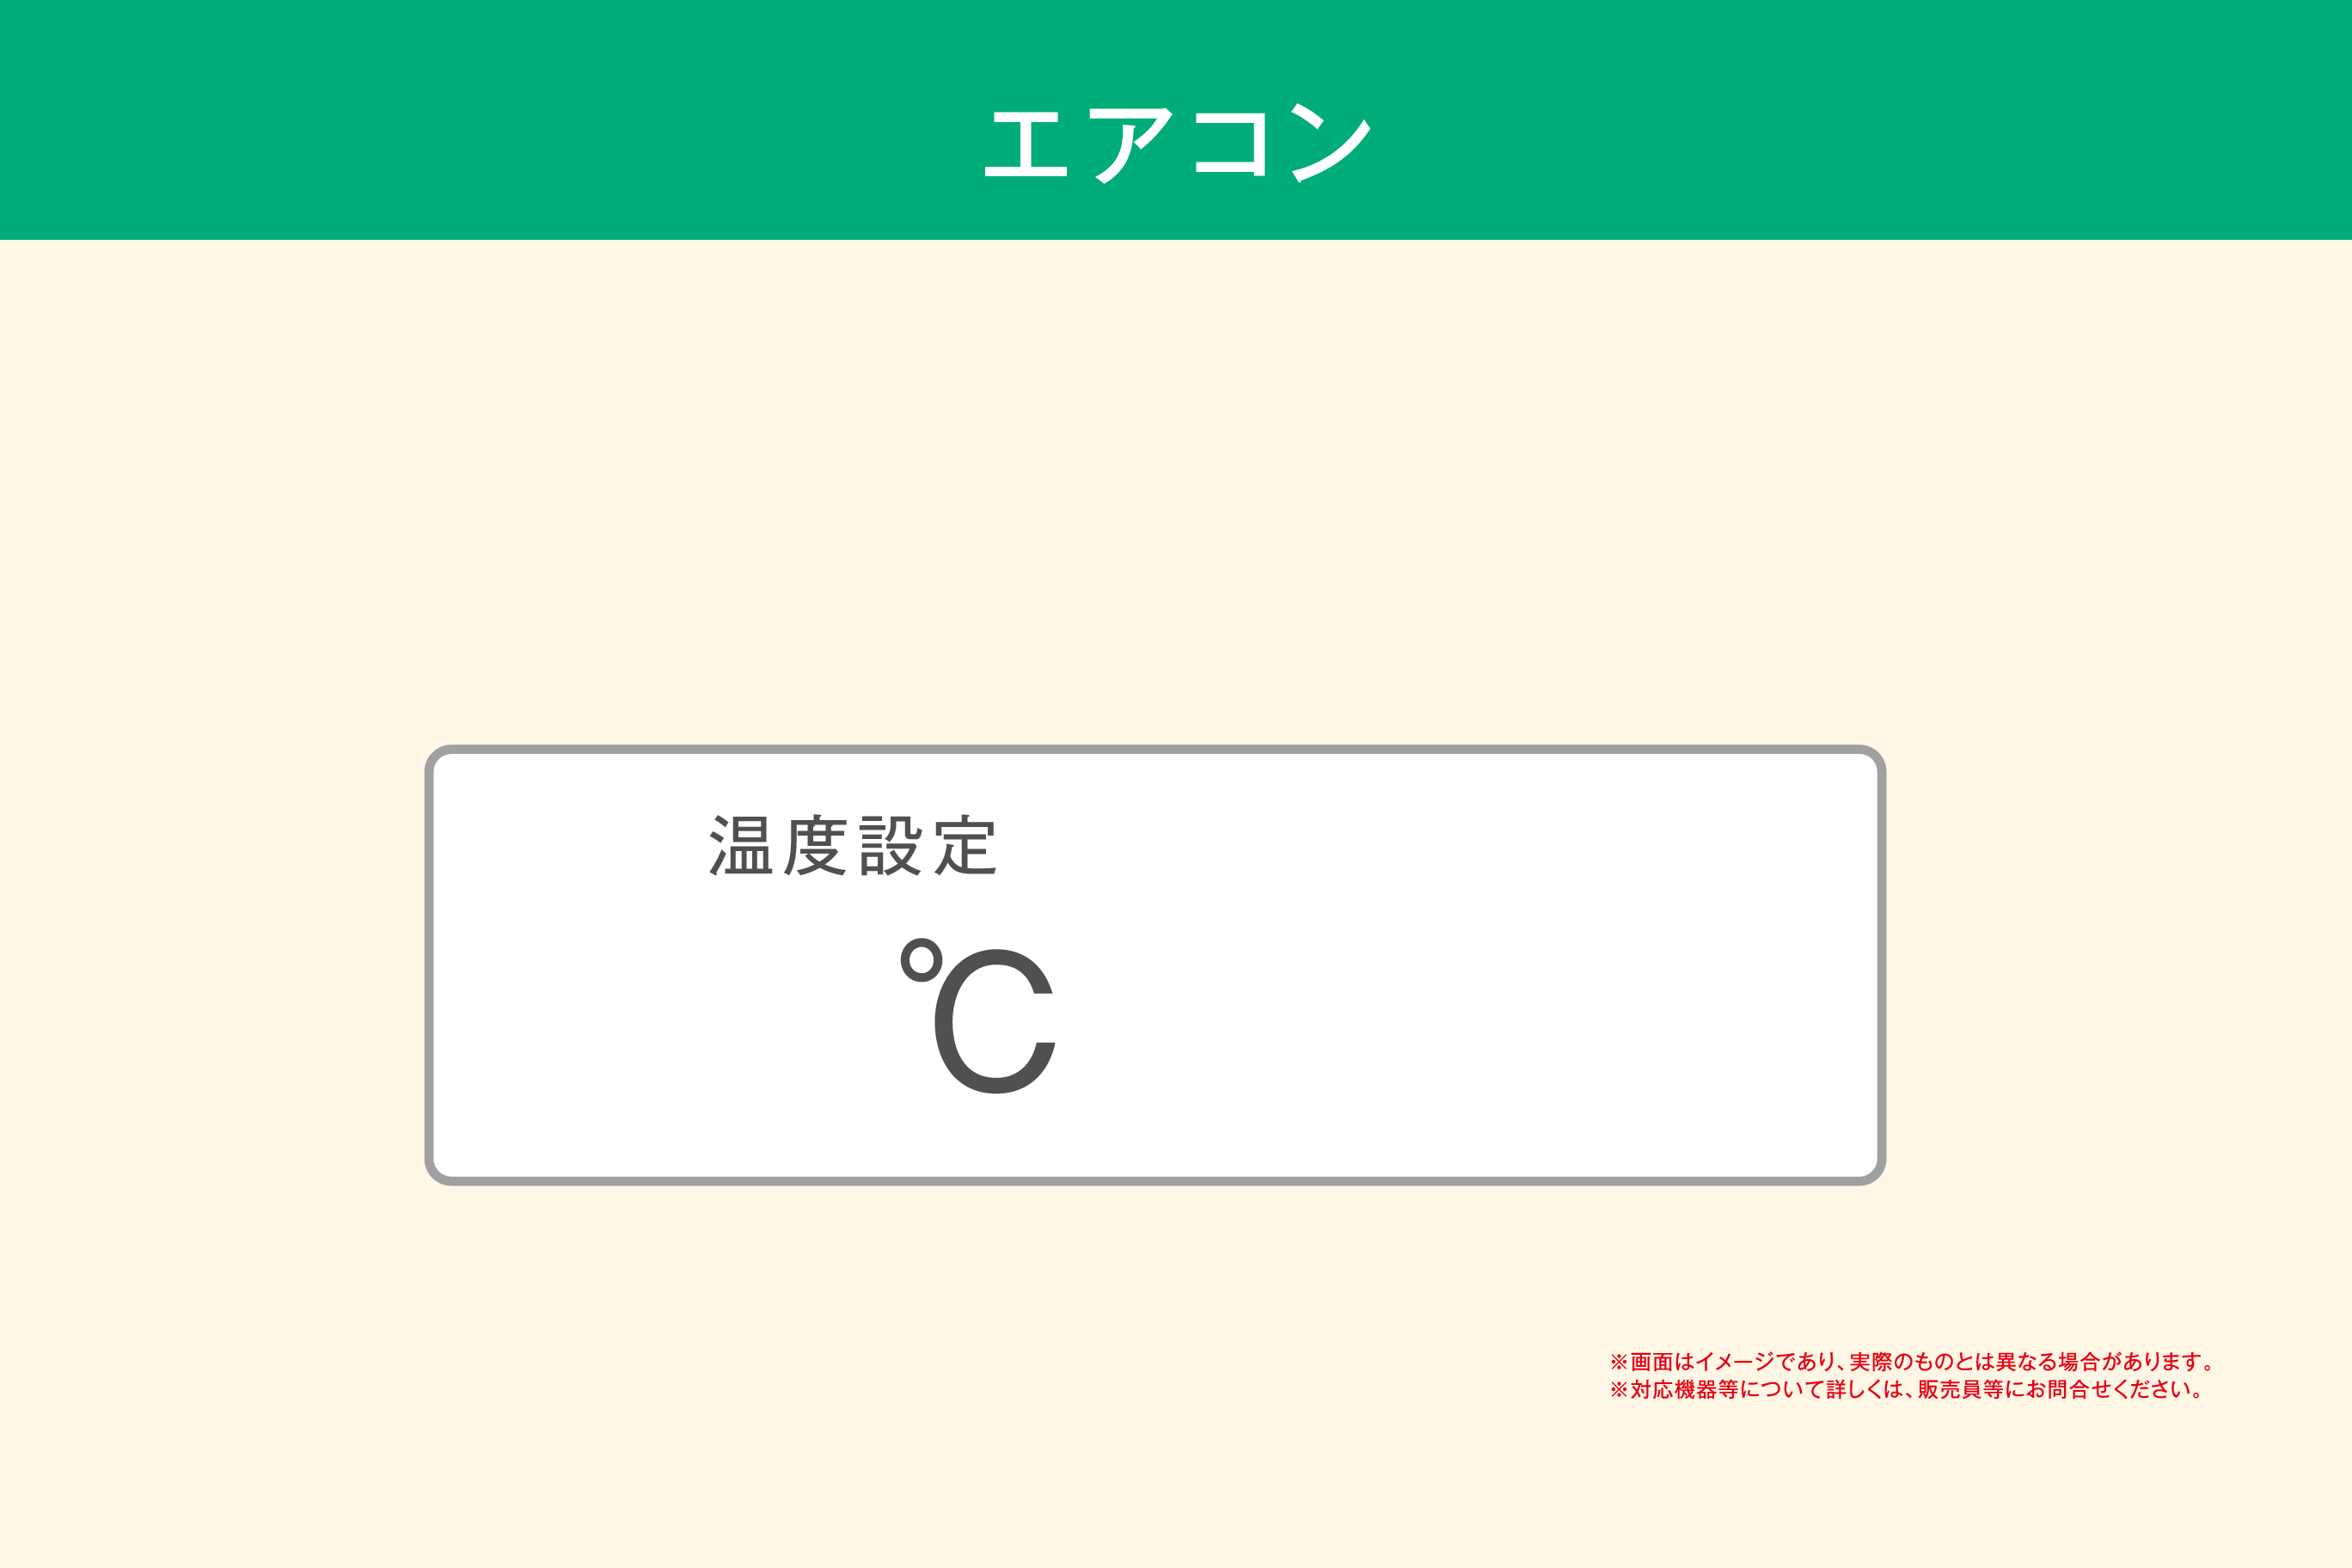 エアコン
温度設定
℃
※画面はイメージであり、実際のものとは異なる場合があります。
※対応機器等について詳しくは、販売員等にお問合せください。